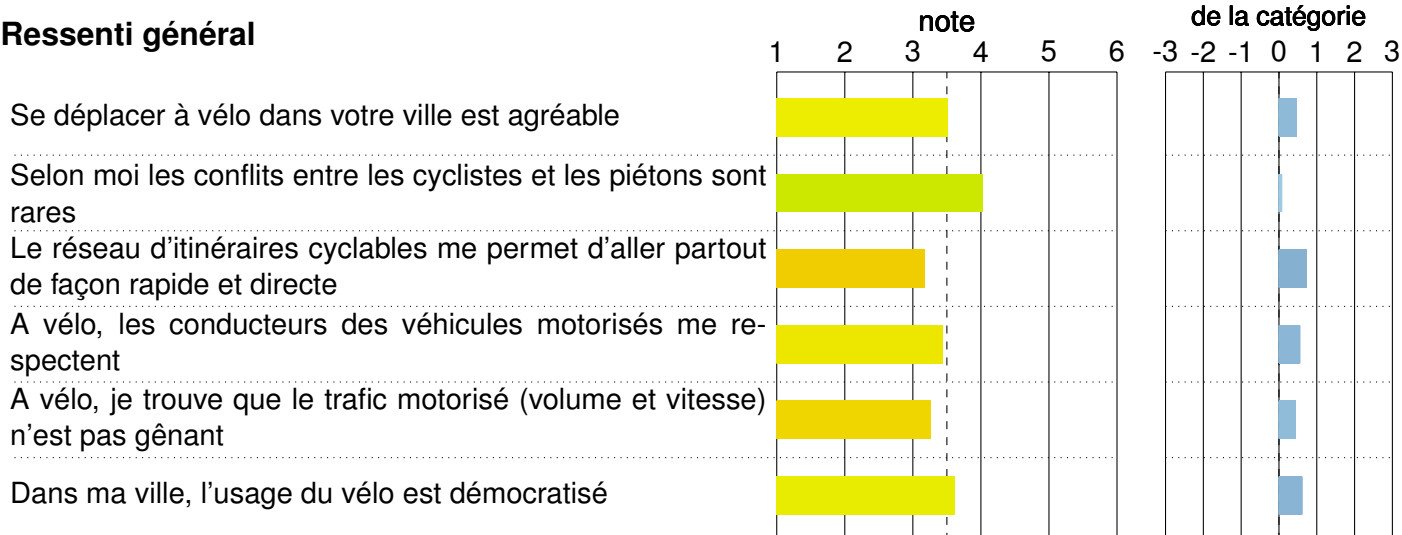 Ressenti général
note
de la catégorie
1 2 3 4 5 6
-3 -2 -1 0 1 2 3
Se déplacer à vélo dans votre ville est agréable
Selon moi les conflits entre les cyclistes et les piétons sont
rares
Le réseau d'itinéraires cyclables me permet d'aller partout
de façon rapide et directe
A vélo, les conducteurs des véhicules motorisés me re-
spectent
A vélo, je trouve que le trafic motorisé (volume et vitesse)
n'est pas gênant
Dans ma ville, l'usage du vélo est démocratisé